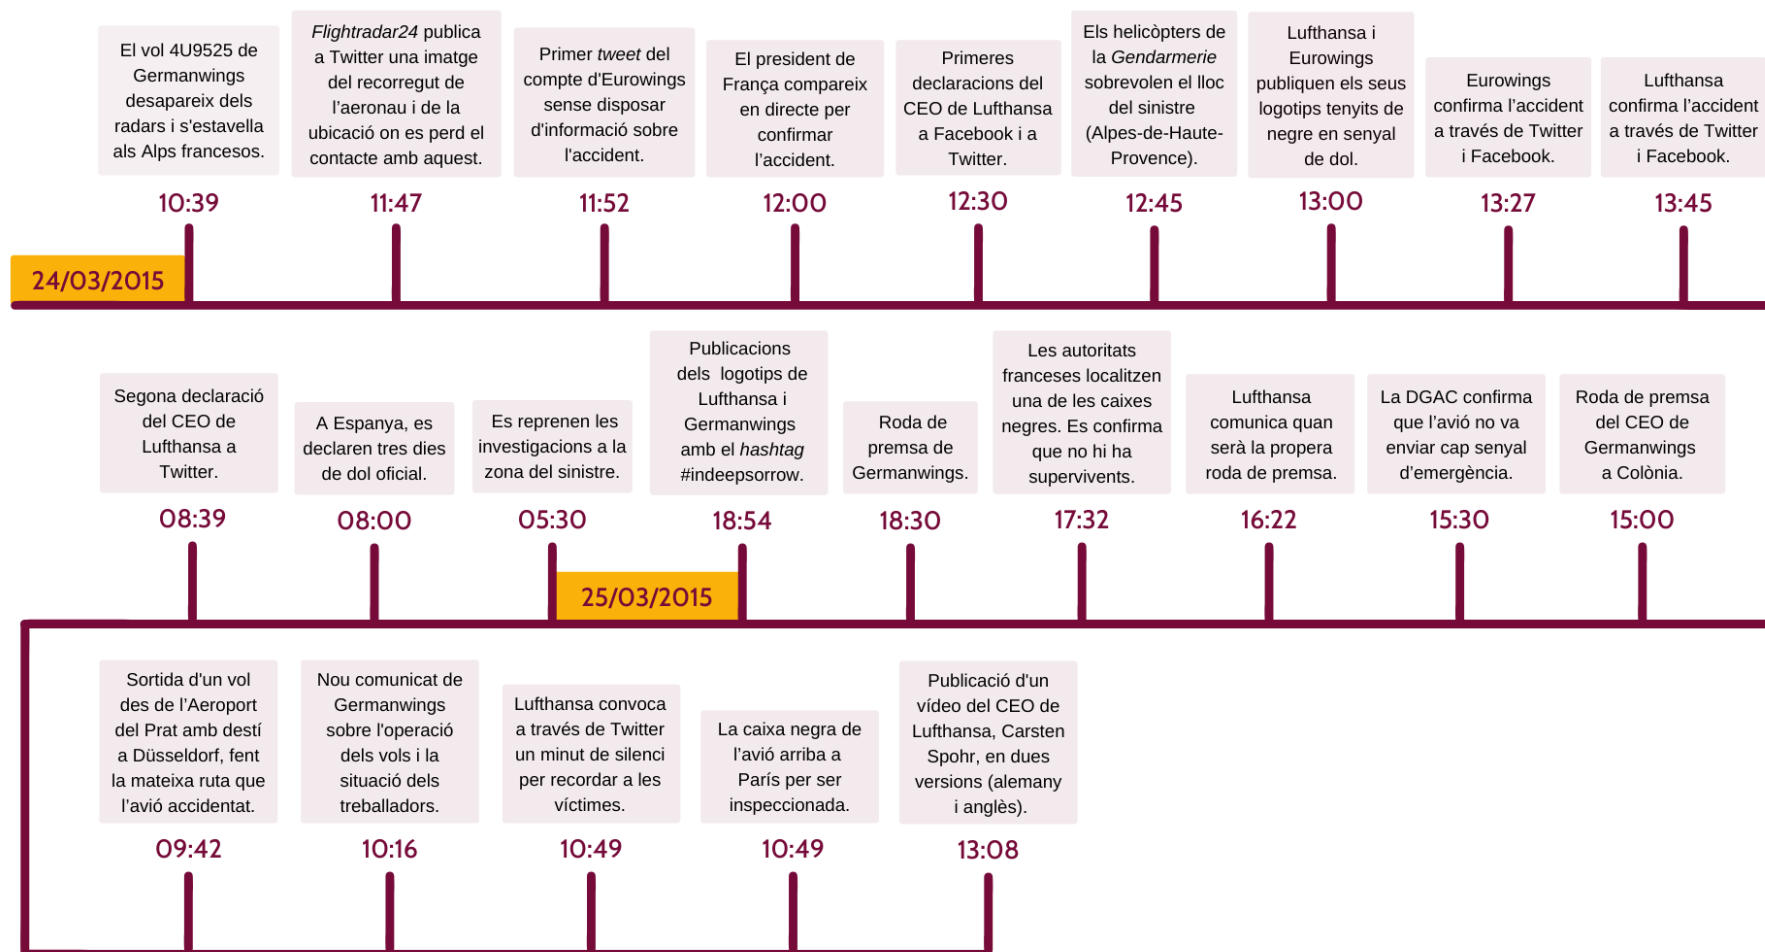 El vol 4U9525 de
Germanwings
desapareix dels
radars i s'estavella
als Alps francesos.
10:39
Flightradar24 publica
a Twitter una imatge
del recorregut de
l’aeronau i de la
ubicació on es perd el
contacte amb aquest.
11:47
Primer tweet del
compte d'Eurowings
sense disposar
d'informació sobre
l'accident.
11:52
El president de
França compareix
en directe per
confirmar
l’accident.
12:00
Primeres
declaracions del
CEO de Lufthansa
a Facebook i a
Twitter.
12:30
Els helicòpters de
la Gendarmerie
sobrevolen el lloc
del sinistre
(Alpes-de-Haute-
Provence).
12:45
Lufthansa i
Eurowings
publiquen els seus
logotips tenyits de
negre en senyal
de dol.
13:00
Eurowings
confirma l’accident
a través de Twitter
i Facebook.
13:27
Lufthansa
confirma l’accident
a través de Twitter
i Facebook.
13:45
24/03/2015
Segona declaració
del CEO de
Lufthansa a
Twitter.
08:39
A Espanya, es
declaren tres dies
de dol oficial.
08:00
Es reprenen les
investigacions a la
zona del sinistre.
05:30
Publicacions
dels logotips de
Lufthansa i
Germanwings
amb el hashtag
#indeepsorrow.
18:54
Roda de
premsa de
Germanwings.
18:30
Les autoritats
franceses localitzen
una de les caixes
negres. Es confirma
que no hi ha
supervivents.
17:32
Lufthansa
comunica quan
serà la propera
roda de premsa.
16:22
La DGAC confirma
que l’avió no va
enviar cap senyal
d’emergència.
15:30
Roda de premsa
del CEO de
Germanwings
a Colònia.
15:00
25/03/2015
Sortida d'un vol
des de l’Aeroport
del Prat amb destí
a Düsseldorf, fent
la mateixa ruta que
l’avió accidentat.
09:42
Nou comunicat de
Germanwings
sobre l'operació
dels vols i la
situació dels
treballadors.
10:16
Lufthansa convoca
a través de Twitter
un minut de silenci
per recordar a les
víctimes.
10:49
La caixa negra de
l’avió arriba a
París per ser
inspeccionada.
10:49
Publicació d'un
vídeo del CEO de
Lufthansa, Carsten
Spohr, en dues
versions (alemany
i anglès).
13:08